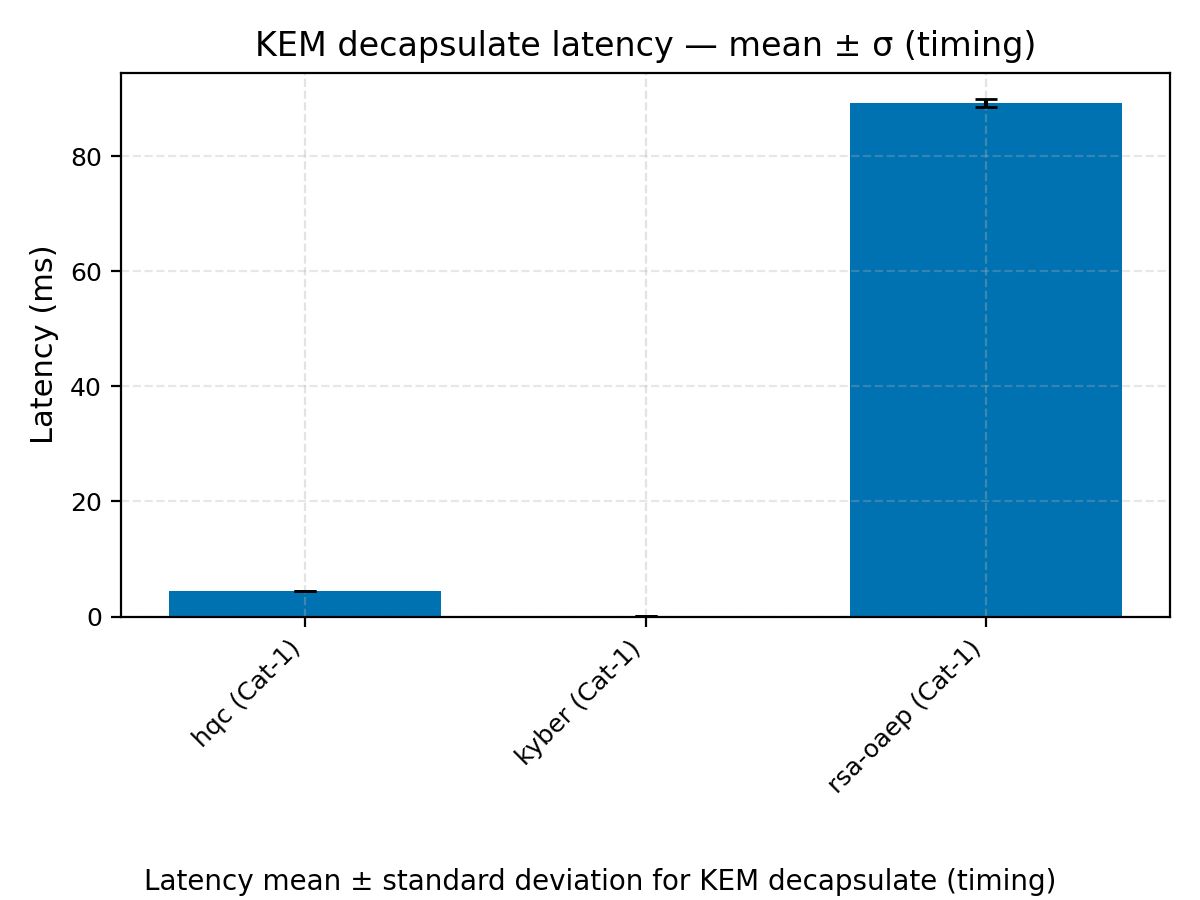 KEM decapsulate latency — mean ± σ (timing)
Latency (ms)
80
60
40
20
0
hqc (Cat-1)
kyber (Cat-1)
rsa-oaep (Cat-1)
Latency mean ± standard deviation for KEM decapsulate (timing)